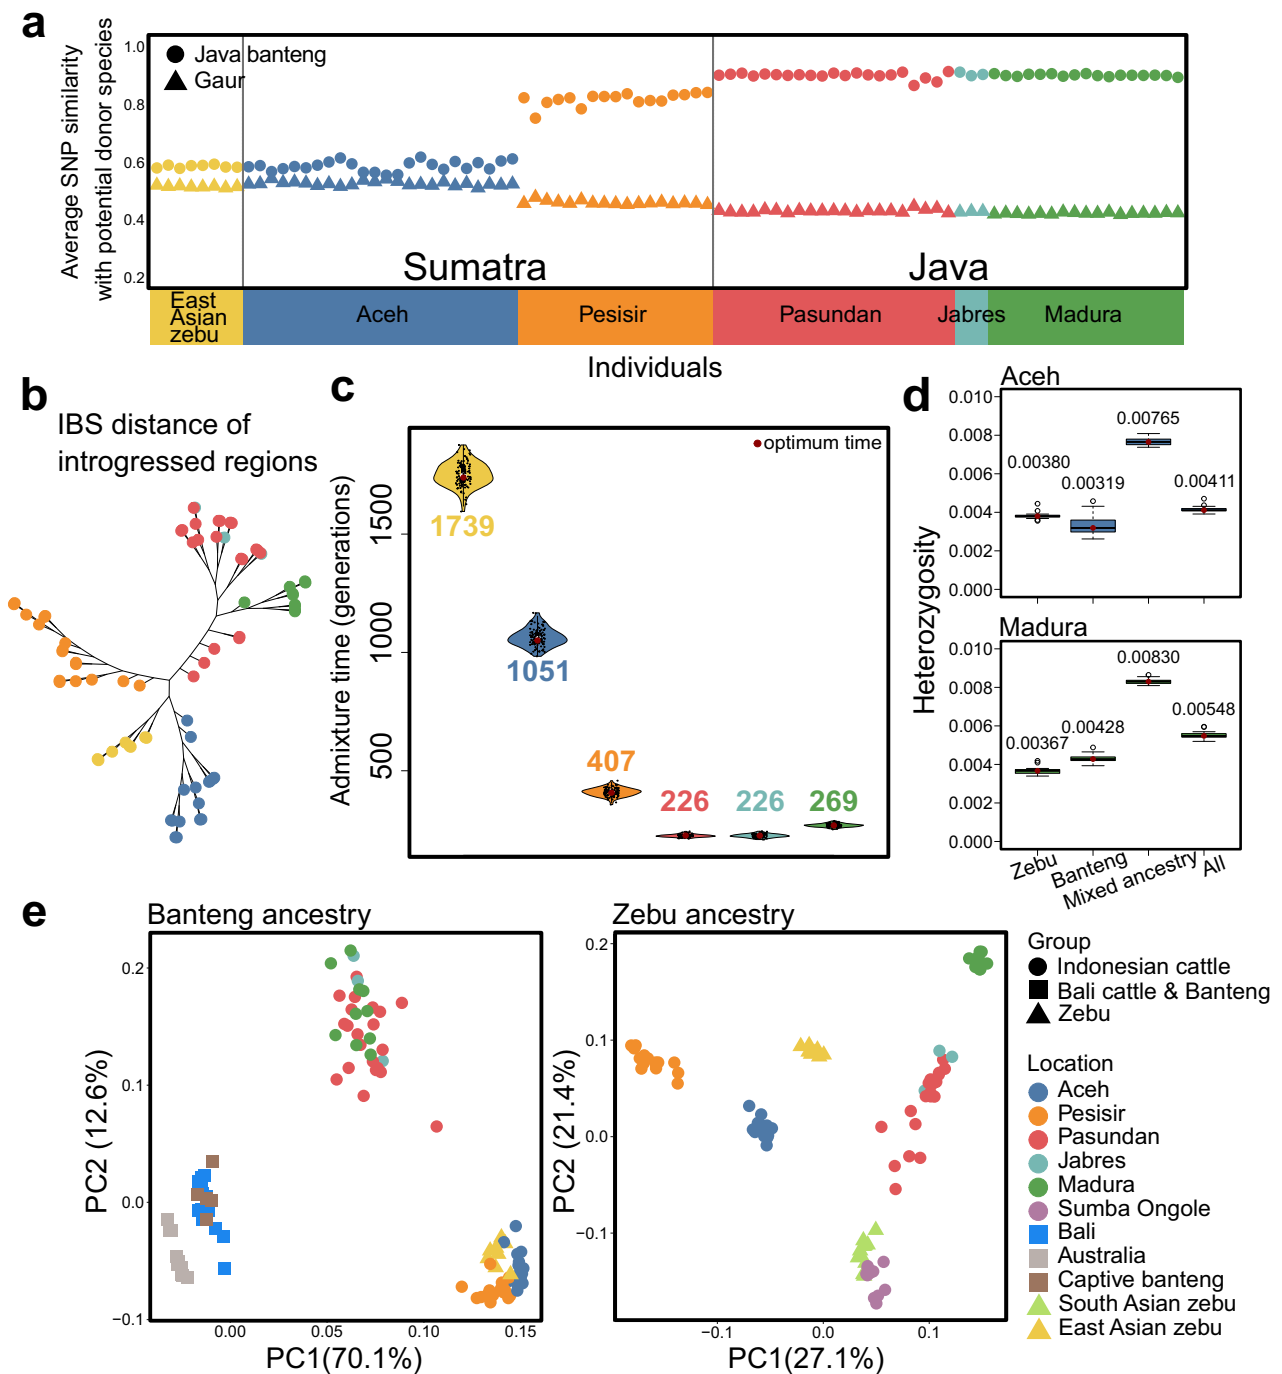 a
Average SNP similarity
with potential donor species
1.0
0.8
0.6
0.4
0.2
Java banteng
Gaur
Sumatra
Java
East
Asian
zebu
Aceh
Pesisir
Pasundan
Jabres
Madura
Individuals
b
IBS distance of
introgressed regions
c
Admixture time (generations)
1500
1000
500
optimum time
1739
1051
407
226
226
269
d
Heterozygosity
Aceh
0.010
0.008
0.006
0.004
0.002
0.000
0.00380
0.00319
0.00765
0.00411
Madura
0.010
0.008
0.006
0.004
0.002
0.000
0.00367
0.00428
0.00830
0.00548
Zebu
Banteng
Mixed ancestry
All
e
Banteng ancestry
PC2 (12.6%)
0.2
0.1
0.0
−0.1
0.00
0.05
0.10
0.15
PC1(70.1%)
Zebu ancestry
PC2 (21.4%)
0.2
0.1
0.0
−0.1
−0.1
0.0
0.1
PC1(27.1%)
Group
Indonesian cattle
Bali cattle & Banteng
Zebu
Location
Aceh
Pesisir
Pasundan
Jabres
Madura
Sumba Ongole
Bali
Australia
Captive banteng
South Asian zebu
East Asian zebu